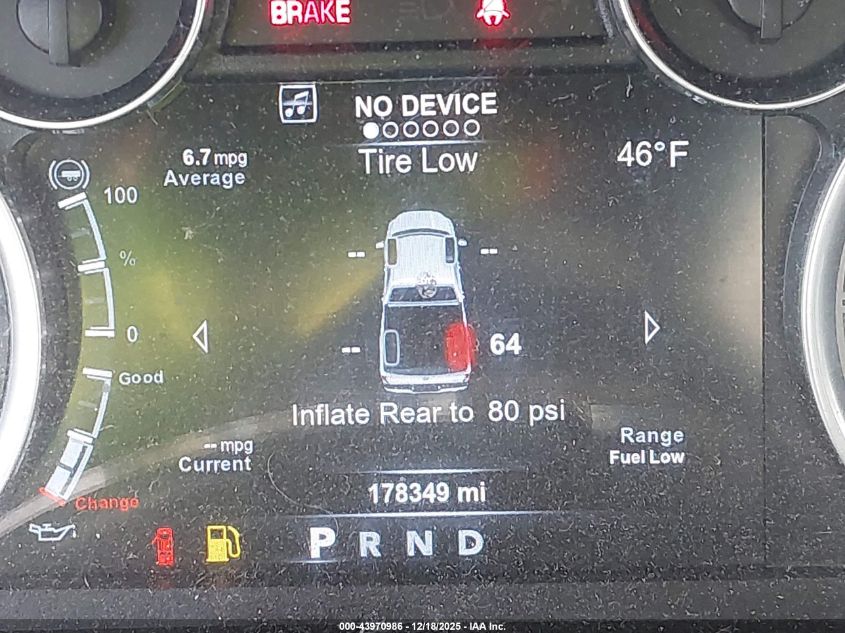 BRAKE
NO DEVICE
6.7 mpg
Average
Tire Low
46°F
100
%
0
-- --
-- 64
Good
Inflate Rear to 80 psi
-- mpg
Current
Range
Fuel Low
Change
178349 mi
P R N D
000-43970986 - 12/18/2025 - IAA Inc.